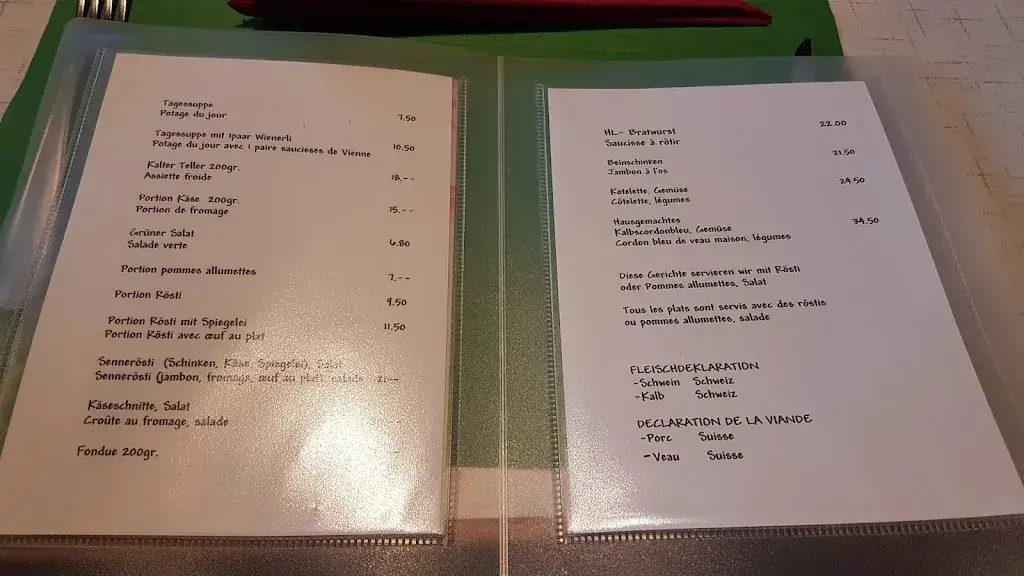 Tagessuppe
Potage du jour 7.50
Tagessuppe mit 1paar Wienerli
Potage du jour avec 1 paire saucisses de Vienne 10.50
Kalter Teller 200gr.
Assiette froide 18.--
Portion Käse 200gr.
Portion de fromage 15.--
Grüner Salat
Salade verte 6.80
Portion pommes allumettes 7.--
Portion Rösti 9.50
Portion Rösti mit Spiegelei 11.50
Portion Rösti avec œuf au plat
Sennerösti (Schinken, Käse, Spiegelei), Salat
Sennerösti (jambon, fromage, œuf au plat), salade 21.--
Käseschnitte, Salat
Croûte au fromage, salade
Fondue 200gr.
HL- Bratwurst 22.00
Saucisse à rôtir
Beinschinken 21.50
Jambon à l'os
Kotelette, Gemüse 24.50
Côtelette, légumes
Hausgemachtes
Kalbscordonbleu, Gemüse 34.50
Cordon bleu de veau maison, légumes
Diese Gerichte servieren wir mit Rösti
oder Pommes allumettes, Salat
Tous les plats sont servis avec des röstis
ou pommes allumettes, salade
FLEISCHDEKLARATION
-Schwein Schweiz
-Kalb Schweiz
DECLARATION DE LA VIANDE
-Porc Suisse
-Veau Suisse